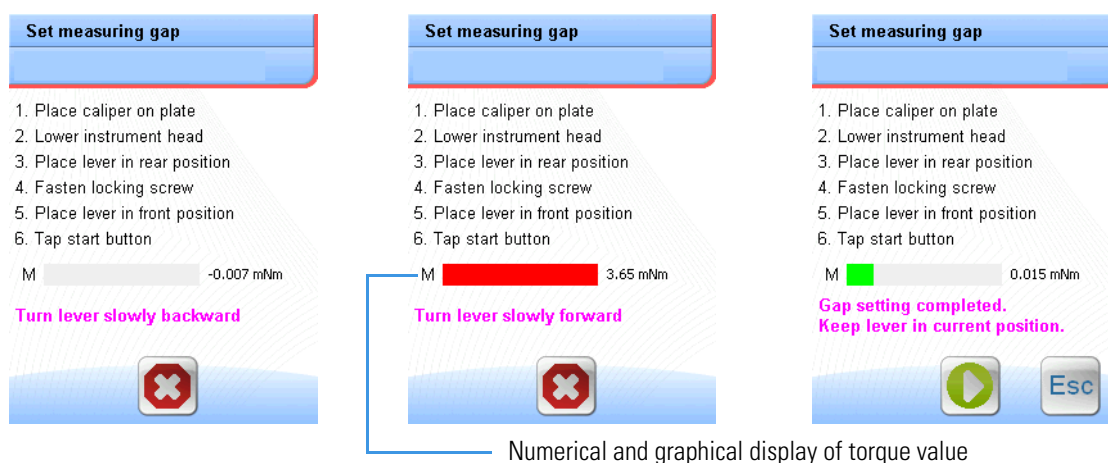 Set measuring gap
1. Place caliper on plate
2. Lower instrument head
3. Place lever in rear position
4. Fasten locking screw
5. Place lever in front position
6. Tap start button
M -0.007 mNm
Turn lever slowly backward
Set measuring gap
1. Place caliper on plate
2. Lower instrument head
3. Place lever in rear position
4. Fasten locking screw
5. Place lever in front position
6. Tap start button
M 3.65 mNm
Turn lever slowly forward
Set measuring gap
1. Place caliper on plate
2. Lower instrument head
3. Place lever in rear position
4. Fasten locking screw
5. Place lever in front position
6. Tap start button
M 0.015 mNm
Gap setting completed.
Keep lever in current position.
Esc
Numerical and graphical display of torque value